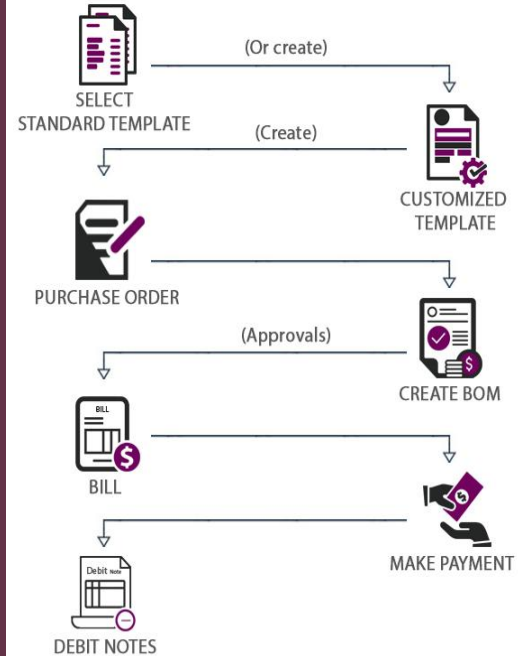 (Or create)
SELECT
STANDARD TEMPLATE
(Create)
CUSTOMIZED
TEMPLATE
PURCHASE ORDER
(Approvals)
CREATE BOM
BILL
BILL
MAKE PAYMENT
Debit Note
DEBIT NOTES